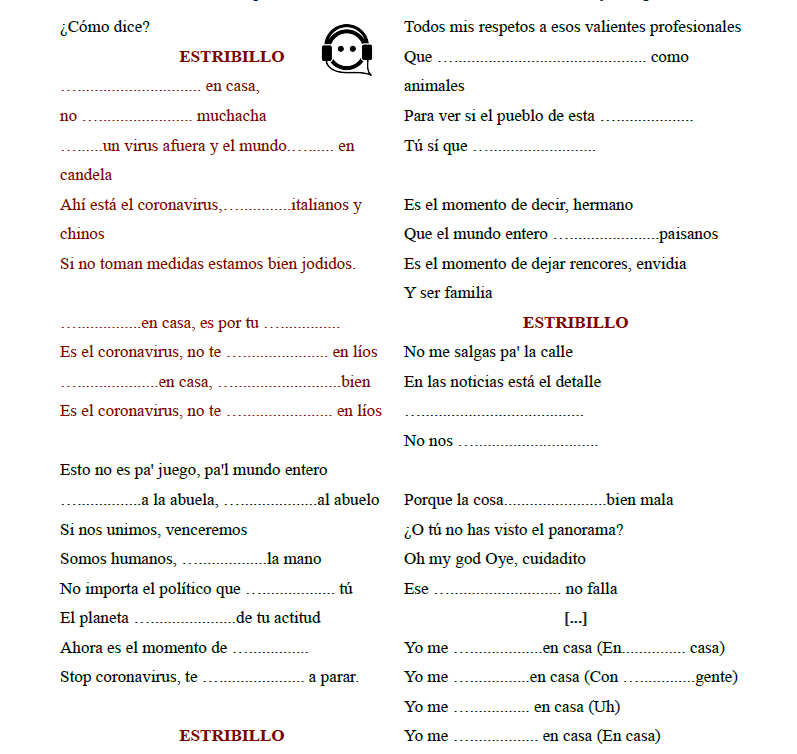 ¿Cómo dice?
ESTRIBILLO
….............................. en casa,
no …...................... muchacha
…......un virus afuera y el mundo.…...... en
candela
Ahí está el coronavirus,….............italianos y
chinos
Si no toman medidas estamos bien jodidos.
…...............en casa, es por tu …..............
Es el coronavirus, no te …..................... en líos
…....................en casa, …..........................bien
Es el coronavirus, no te …...................... en líos
Esto no es pa' juego, pa'l mundo entero
…...............a la abuela, ….................…al abuelo
Si nos unimos, venceremos
Somos humanos, …................la mano
No importa el político que …................. tú
El planeta …....................de tu actitud
Ahora es el momento de …..............
Stop coronavirus, te …..................... a parar.
ESTRIBILLO
Todos mis respetos a esos valientes profesionales
Que …............................................... como
animales
Para ver si el pueblo de esta …..................
Tú sí que ….........................
Es el momento de decir, hermano
Que el mundo entero …......................paisanos
Es el momento de dejar rencores, envidia
Y ser familia
ESTRIBILLO
No me salgas pa' la calle
En las noticias está el detalle
….......................................
No nos …..............................
Porque la cosa.........................bien mala
¿O tú no has visto el panorama?
Oh my god Oye, cuidadito
Ese …........................... no falla
[...]
Yo me ….................en casa (En............... casa)
Yo me …..............en casa (Con …............gente)
Yo me …............... en casa (Uh)
Yo me …................ en casa (En casa)